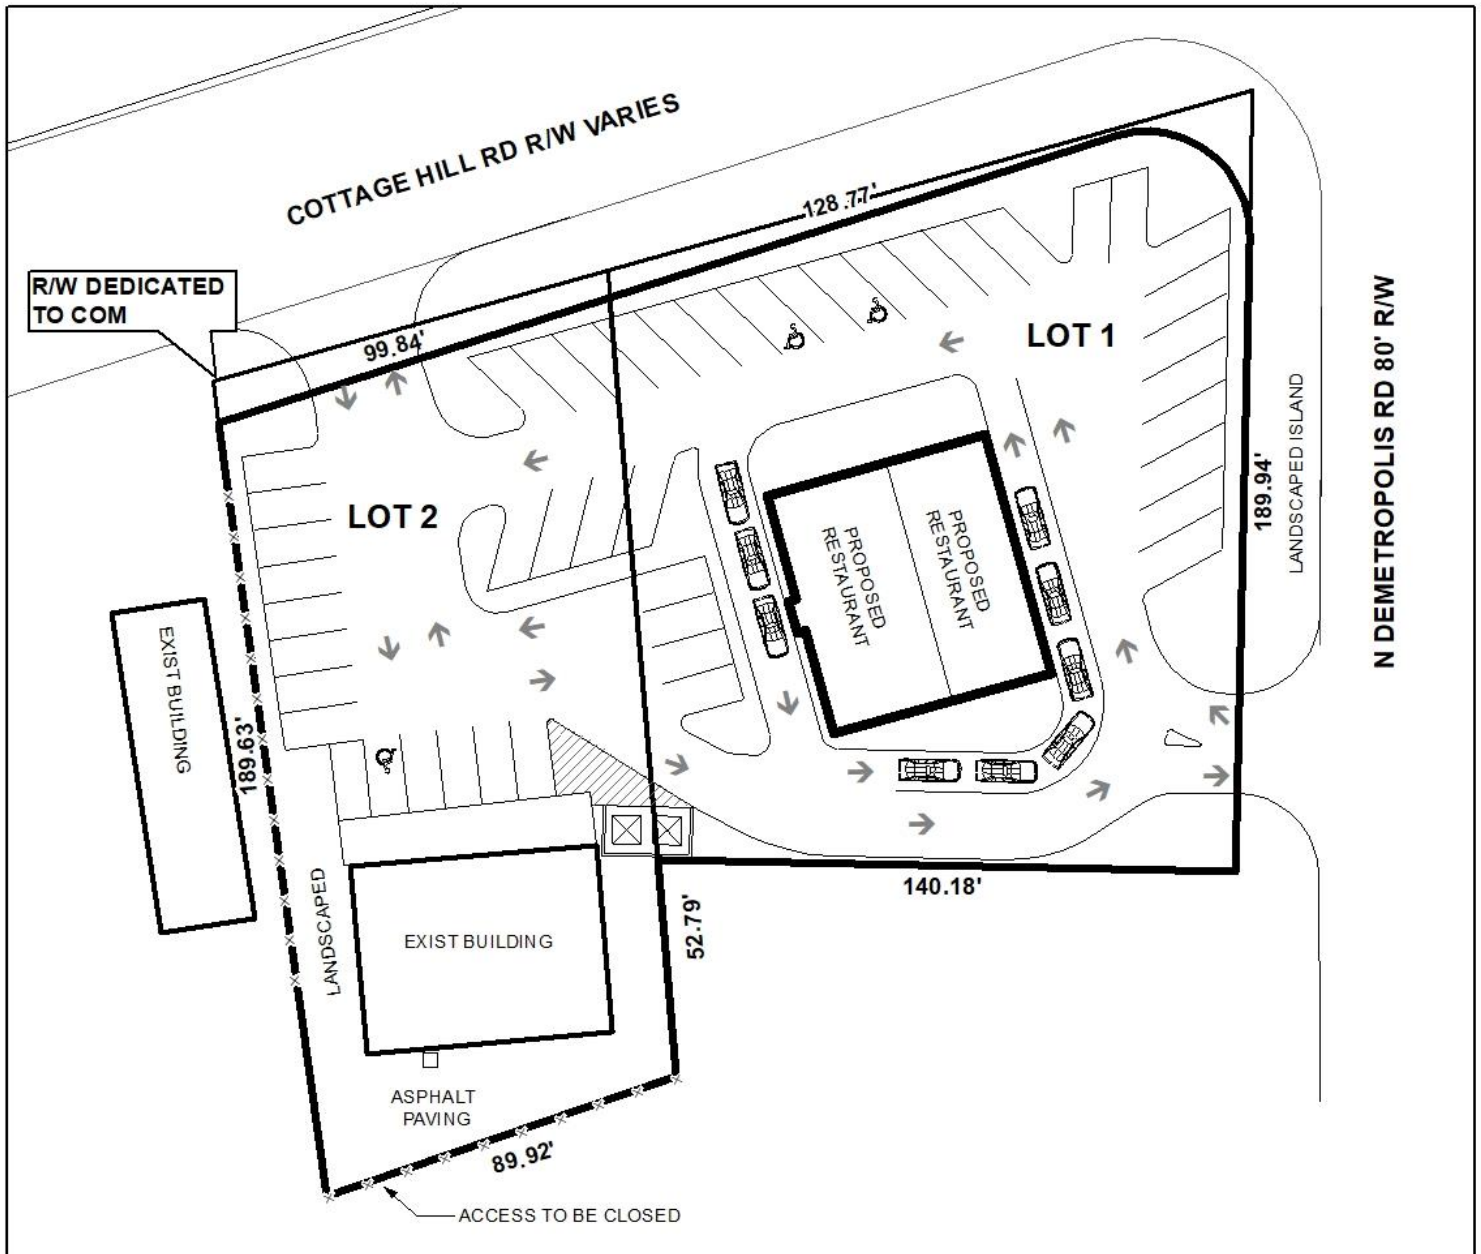 COTTAGE HILL RD R/W VARIES
R/W DEDICATED
TO COM
128.77'
99.84'
LOT 1
LOT 2
N DEMETROPOLIS RD 80' R/W
LANDSCAPED ISLAND
189.94'
PROPOSED
RESTAURANT
PROPOSED
RESTAURANT
EXIST BUILDING
189.63'
140.18'
52.79'
LANDSCAPED
EXIST BUILDING
ASPHALT
PAVING
89.92'
ACCESS TO BE CLOSED